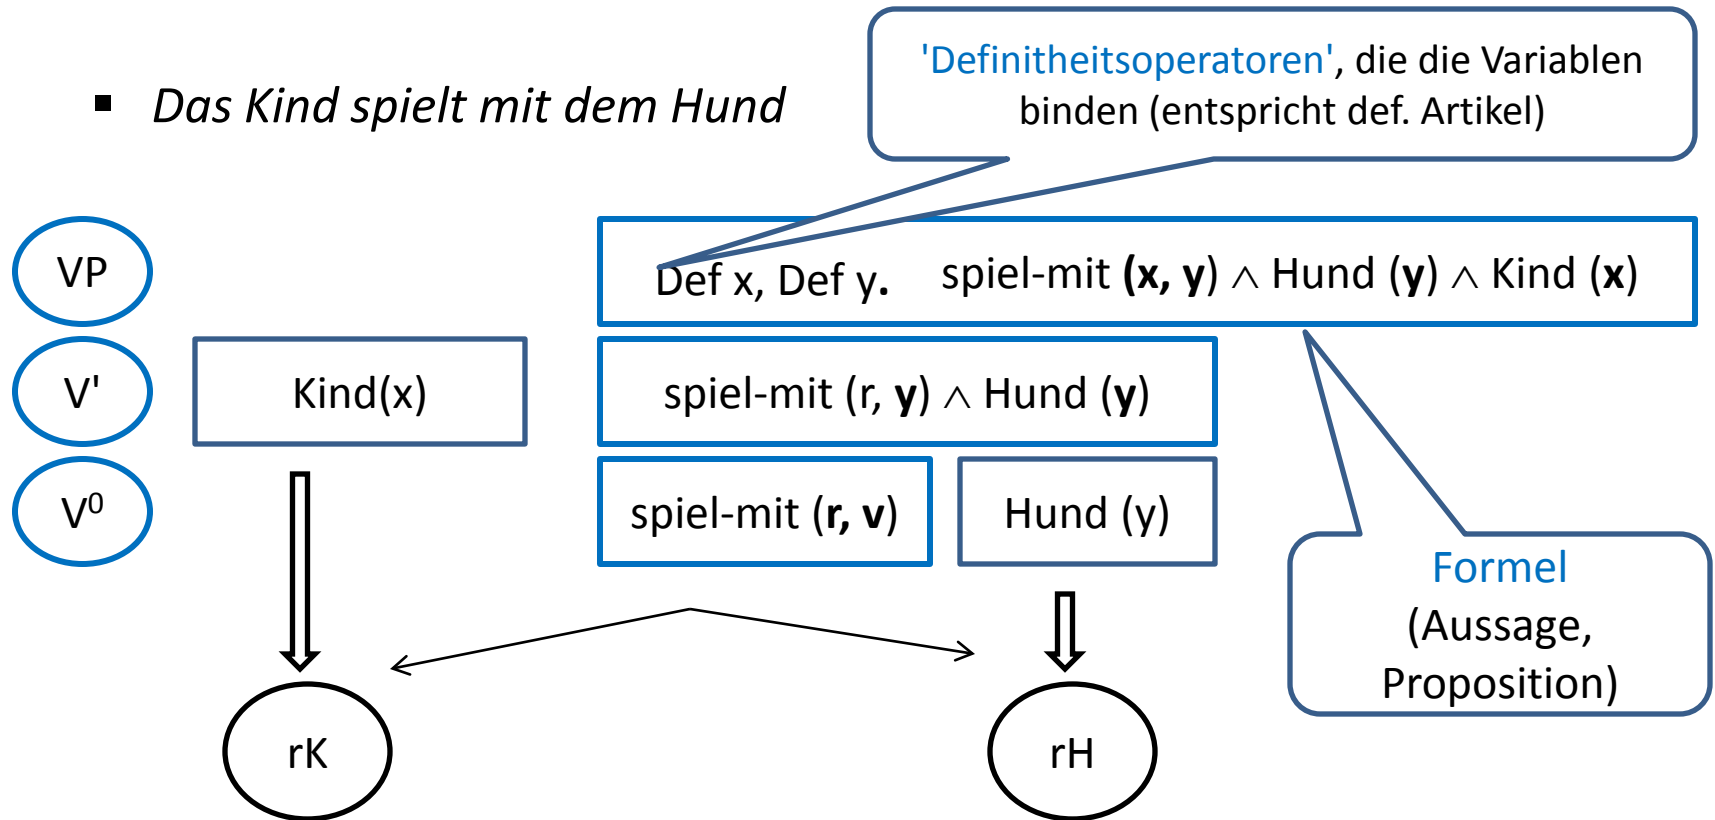 'Definitheitsoperatoren', die die Variablen
binden (entspricht def. Artikel)
▪ Das Kind spielt mit dem Hund
VP
Def x, Def y. spiel-mit (x, y) ∧ Hund (y) ∧ Kind (x)
V'
Kind(x)
spiel-mit (r, y) ∧ Hund (y)
V⁰
spiel-mit (r, v)
Hund (y)
Formel
(Aussage,
Proposition)
rK
rH